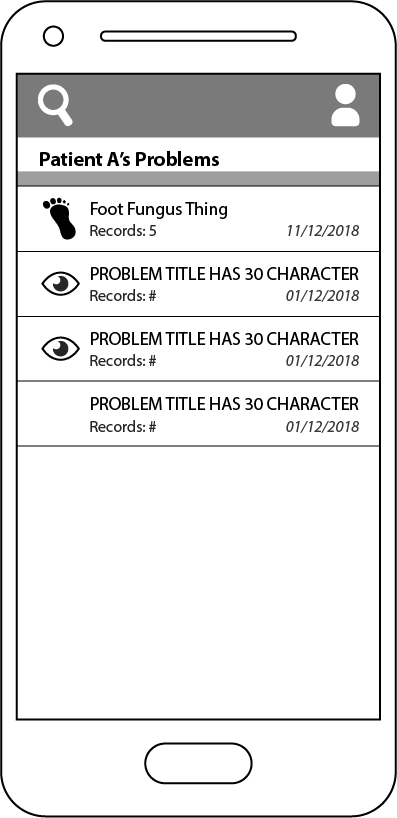 Patient A's Problems
Foot Fungus Thing
Records: 5 11/12/2018
PROBLEM TITLE HAS 30 CHARACTER
Records: # 01/12/2018
PROBLEM TITLE HAS 30 CHARACTER
Records: # 01/12/2018
PROBLEM TITLE HAS 30 CHARACTER
Records: # 01/12/2018